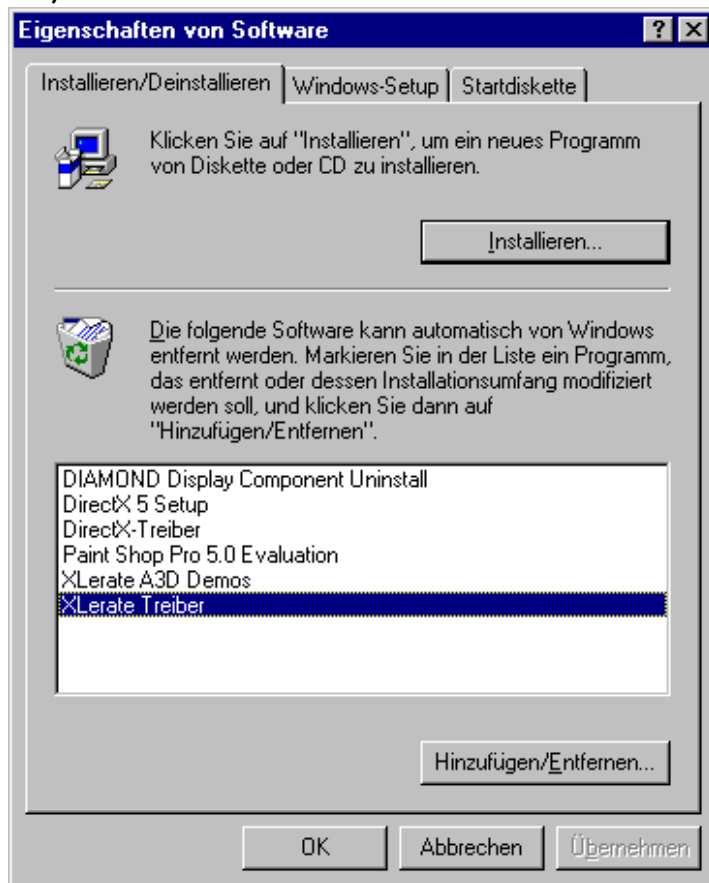 Eigenschaften von Software
Installieren/Deinstallieren Windows-Setup Startdiskette
Klicken Sie auf "Installieren", um ein neues Programm
von Diskette oder CD zu installieren.
Installieren...
Die folgende Software kann automatisch von Windows
entfernt werden. Markieren Sie in der Liste ein Programm,
das entfernt oder dessen Installationsumfang modifiziert
werden soll, und klicken Sie dann auf
"Hinzufügen/Entfernen".
DIAMOND Display Component Uninstall
DirectX 5 Setup
DirectX-Treiber
Paint Shop Pro 5.0 Evaluation
XLerate A3D Demos
XLerate Treiber
Hinzufügen/Entfernen...
OK Abbrechen Übernehmen